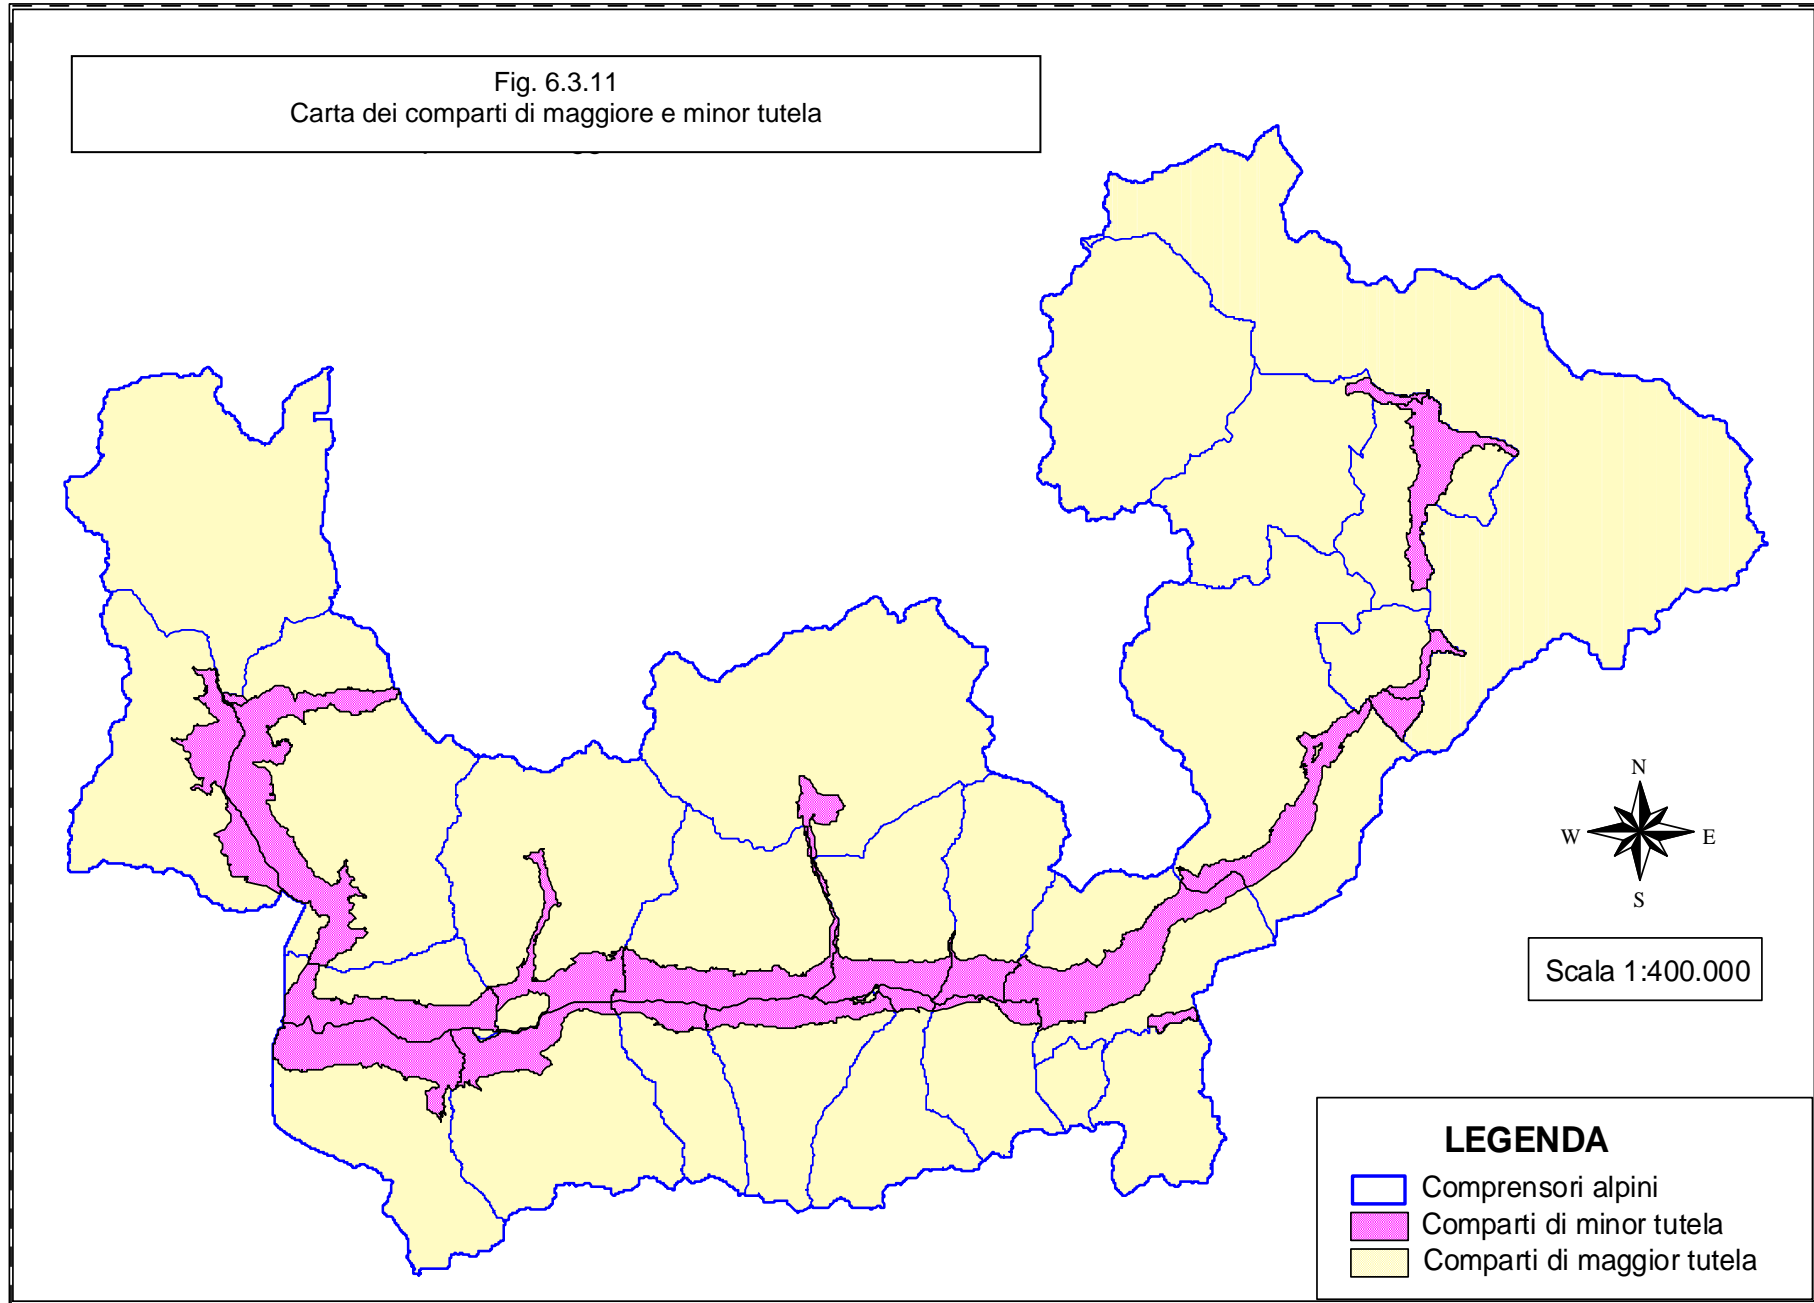 Fig. 6.3.11
Carta dei comparti di maggiore e minor tutela
N
W
E
S
Scala 1:400.000
LEGENDA
Comprensori alpini
Comparti di minor tutela
Comparti di maggior tutela